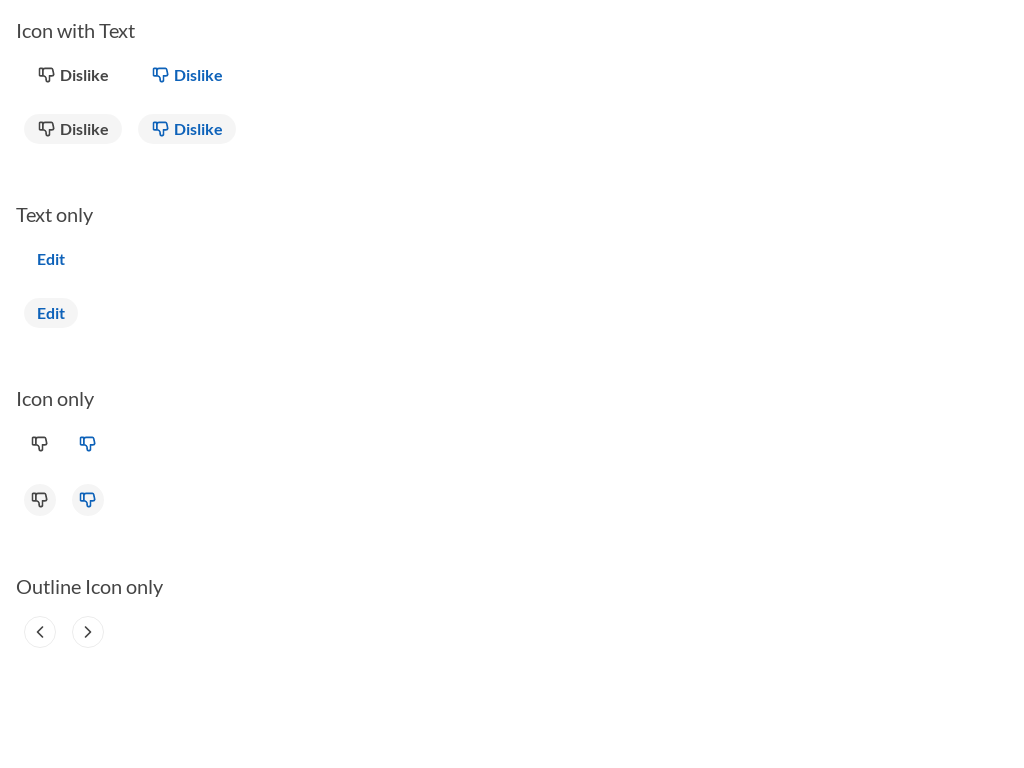 Icon with Text
Dislike Dislike
Dislike Dislike
Text only
Edit
Edit
Icon only
Outline Icon only